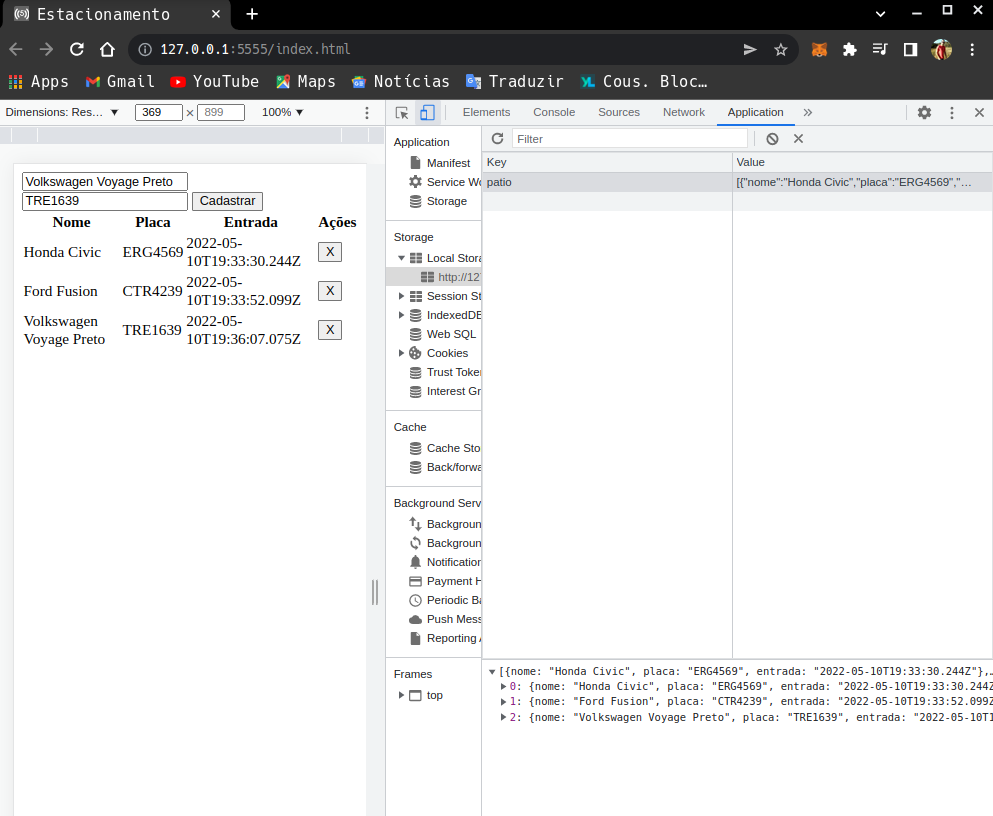 Estacionamento
127.0.0.1:5555/index.html
Apps Gmail YouTube Maps Notícias Traduzir Cous. Bloc…
Dimensions: Res… 369 × 899 100%
Elements Console Sources Network Application
Volkswagen Voyage Preto
TRE1639 Cadastrar
Nome Placa Entrada Ações
Honda Civic ERG4569 2022-05-
10T19:33:30.244Z X
Ford Fusion CTR4239 2022-05-
10T19:33:52.099Z X
Volkswagen
Voyage Preto TRE1639 2022-05-
10T19:36:07.075Z X
Application
Manifest
Service Wo
Storage
Storage
Local Stora
http://127
Session St
IndexedDB
Web SQL
Cookies
Trust Token
Interest Gr
Cache
Cache Stor
Back/forwa
Background Serv
Backgroun
Backgroun
Notification
Payment H
Periodic Ba
Push Mess
Reporting A
Frames
top
Filter
Key Value
patio [{"nome":"Honda Civic","placa":"ERG4569","…
[{nome: "Honda Civic", placa: "ERG4569", entrada: "2022-05-10T19:33:30.244Z"},…
0: {nome: "Honda Civic", placa: "ERG4569", entrada: "2022-05-10T19:33:30.244Z
1: {nome: "Ford Fusion", placa: "CTR4239", entrada: "2022-05-10T19:33:52.099Z
2: {nome: "Volkswagen Voyage Preto", placa: "TRE1639", entrada: "2022-05-10T1